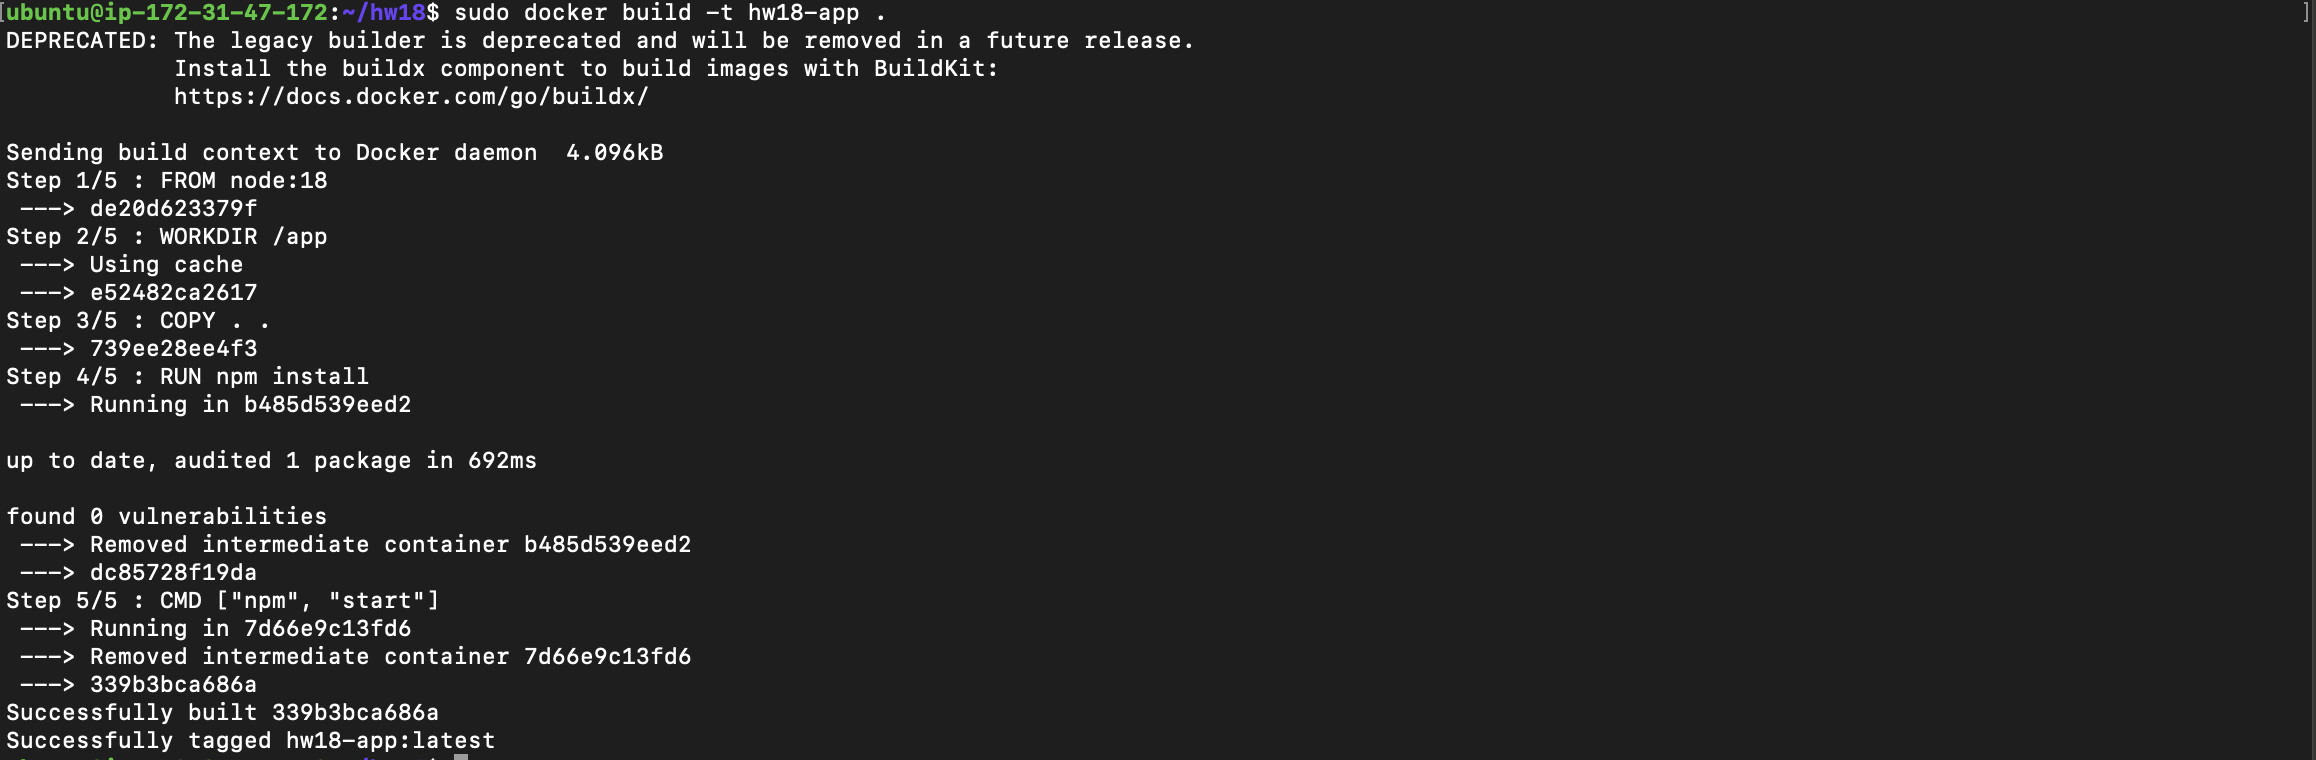 [ubuntu@ip-172-31-47-172:~/hw18$ sudo docker build -t hw18-app . ]
DEPRECATED: The legacy builder is deprecated and will be removed in a future release.
            Install the buildx component to build images with BuildKit:
            https://docs.docker.com/go/buildx/

Sending build context to Docker daemon  4.096kB
Step 1/5 : FROM node:18
 ---> de20d623379f
Step 2/5 : WORKDIR /app
 ---> Using cache
 ---> e52482ca2617
Step 3/5 : COPY . .
 ---> 739ee28ee4f3
Step 4/5 : RUN npm install
 ---> Running in b485d539eed2

up to date, audited 1 package in 692ms

found 0 vulnerabilities
 ---> Removed intermediate container b485d539eed2
 ---> dc85728f19da
Step 5/5 : CMD ["npm", "start"]
 ---> Running in 7d66e9c13fd6
 ---> Removed intermediate container 7d66e9c13fd6
 ---> 339b3bca686a
Successfully built 339b3bca686a
Successfully tagged hw18-app:latest